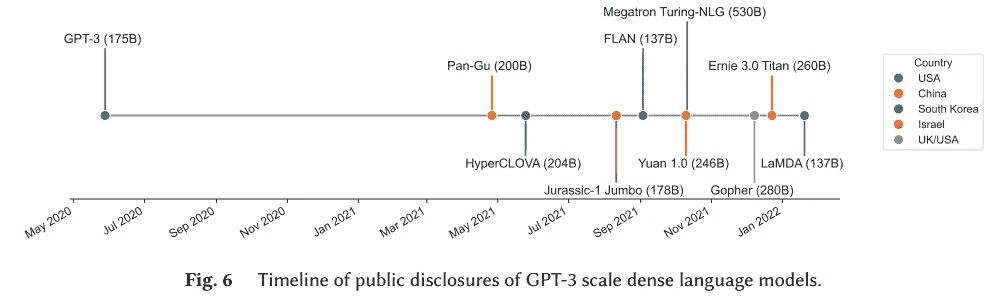 Megatron Turing-NLG (530B)
GPT-3 (175B)
FLAN (137B)
Pan-Gu (200B)
Ernie 3.0 Titan (260B)
HyperCLOVA (204B)
Yuan 1.0 (246B)
LaMDA (137B)
Jurassic-1 Jumbo (178B)
Gopher (280B)
Country
USA
China
South Korea
Israel
UK/USA
May 2020
Jul 2020
Sep 2020
Nov 2020
Jan 2021
Mar 2021
May 2021
Jul 2021
Sep 2021
Nov 2021
Jan 2022
Fig. 6 Timeline of public disclosures of GPT-3 scale dense language models.